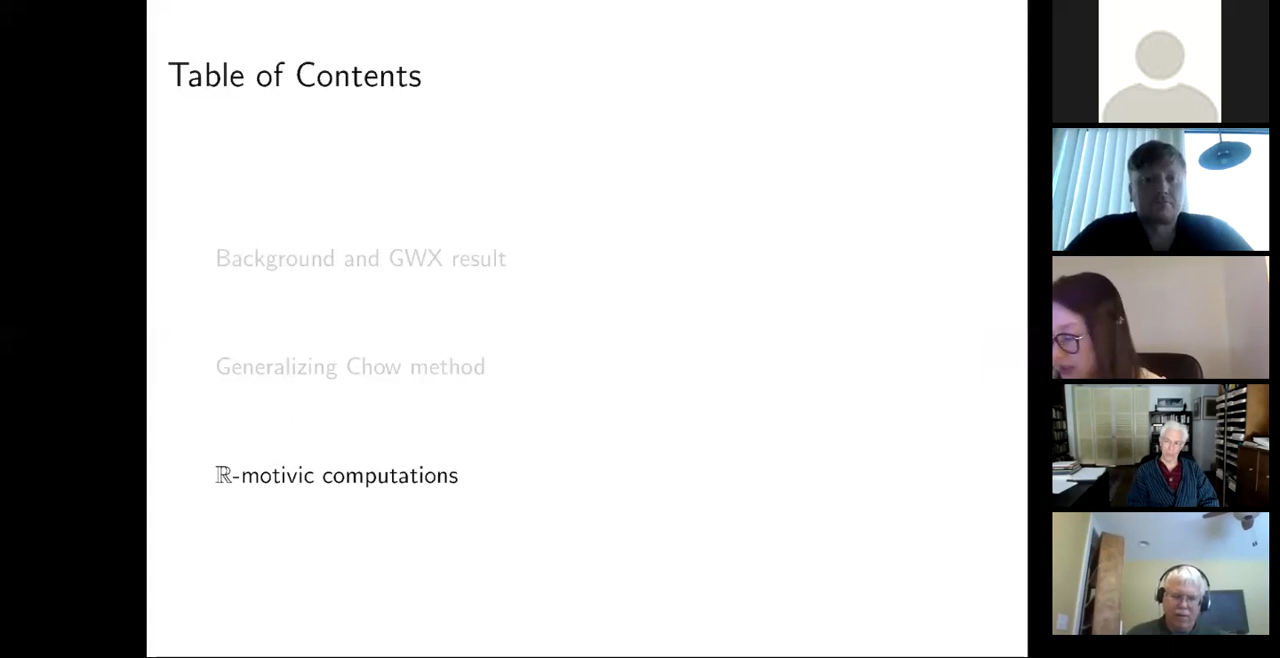 Table of Contents
Background and GWX result
Generalizing Chow method
ℝ-motivic computations